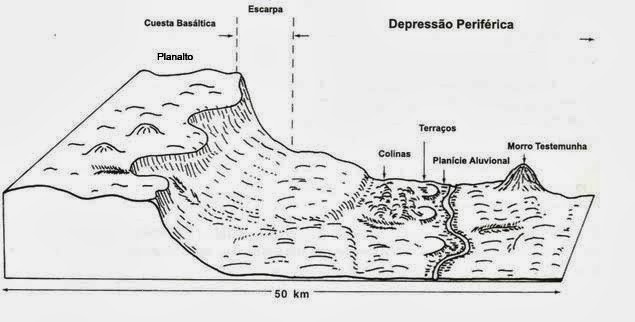 Escarpa
Cuesta Basáltica
Depressão Periférica
Planalto
Terraços
Colinas
Planície Aluvional
Morro Testemunha
50 km